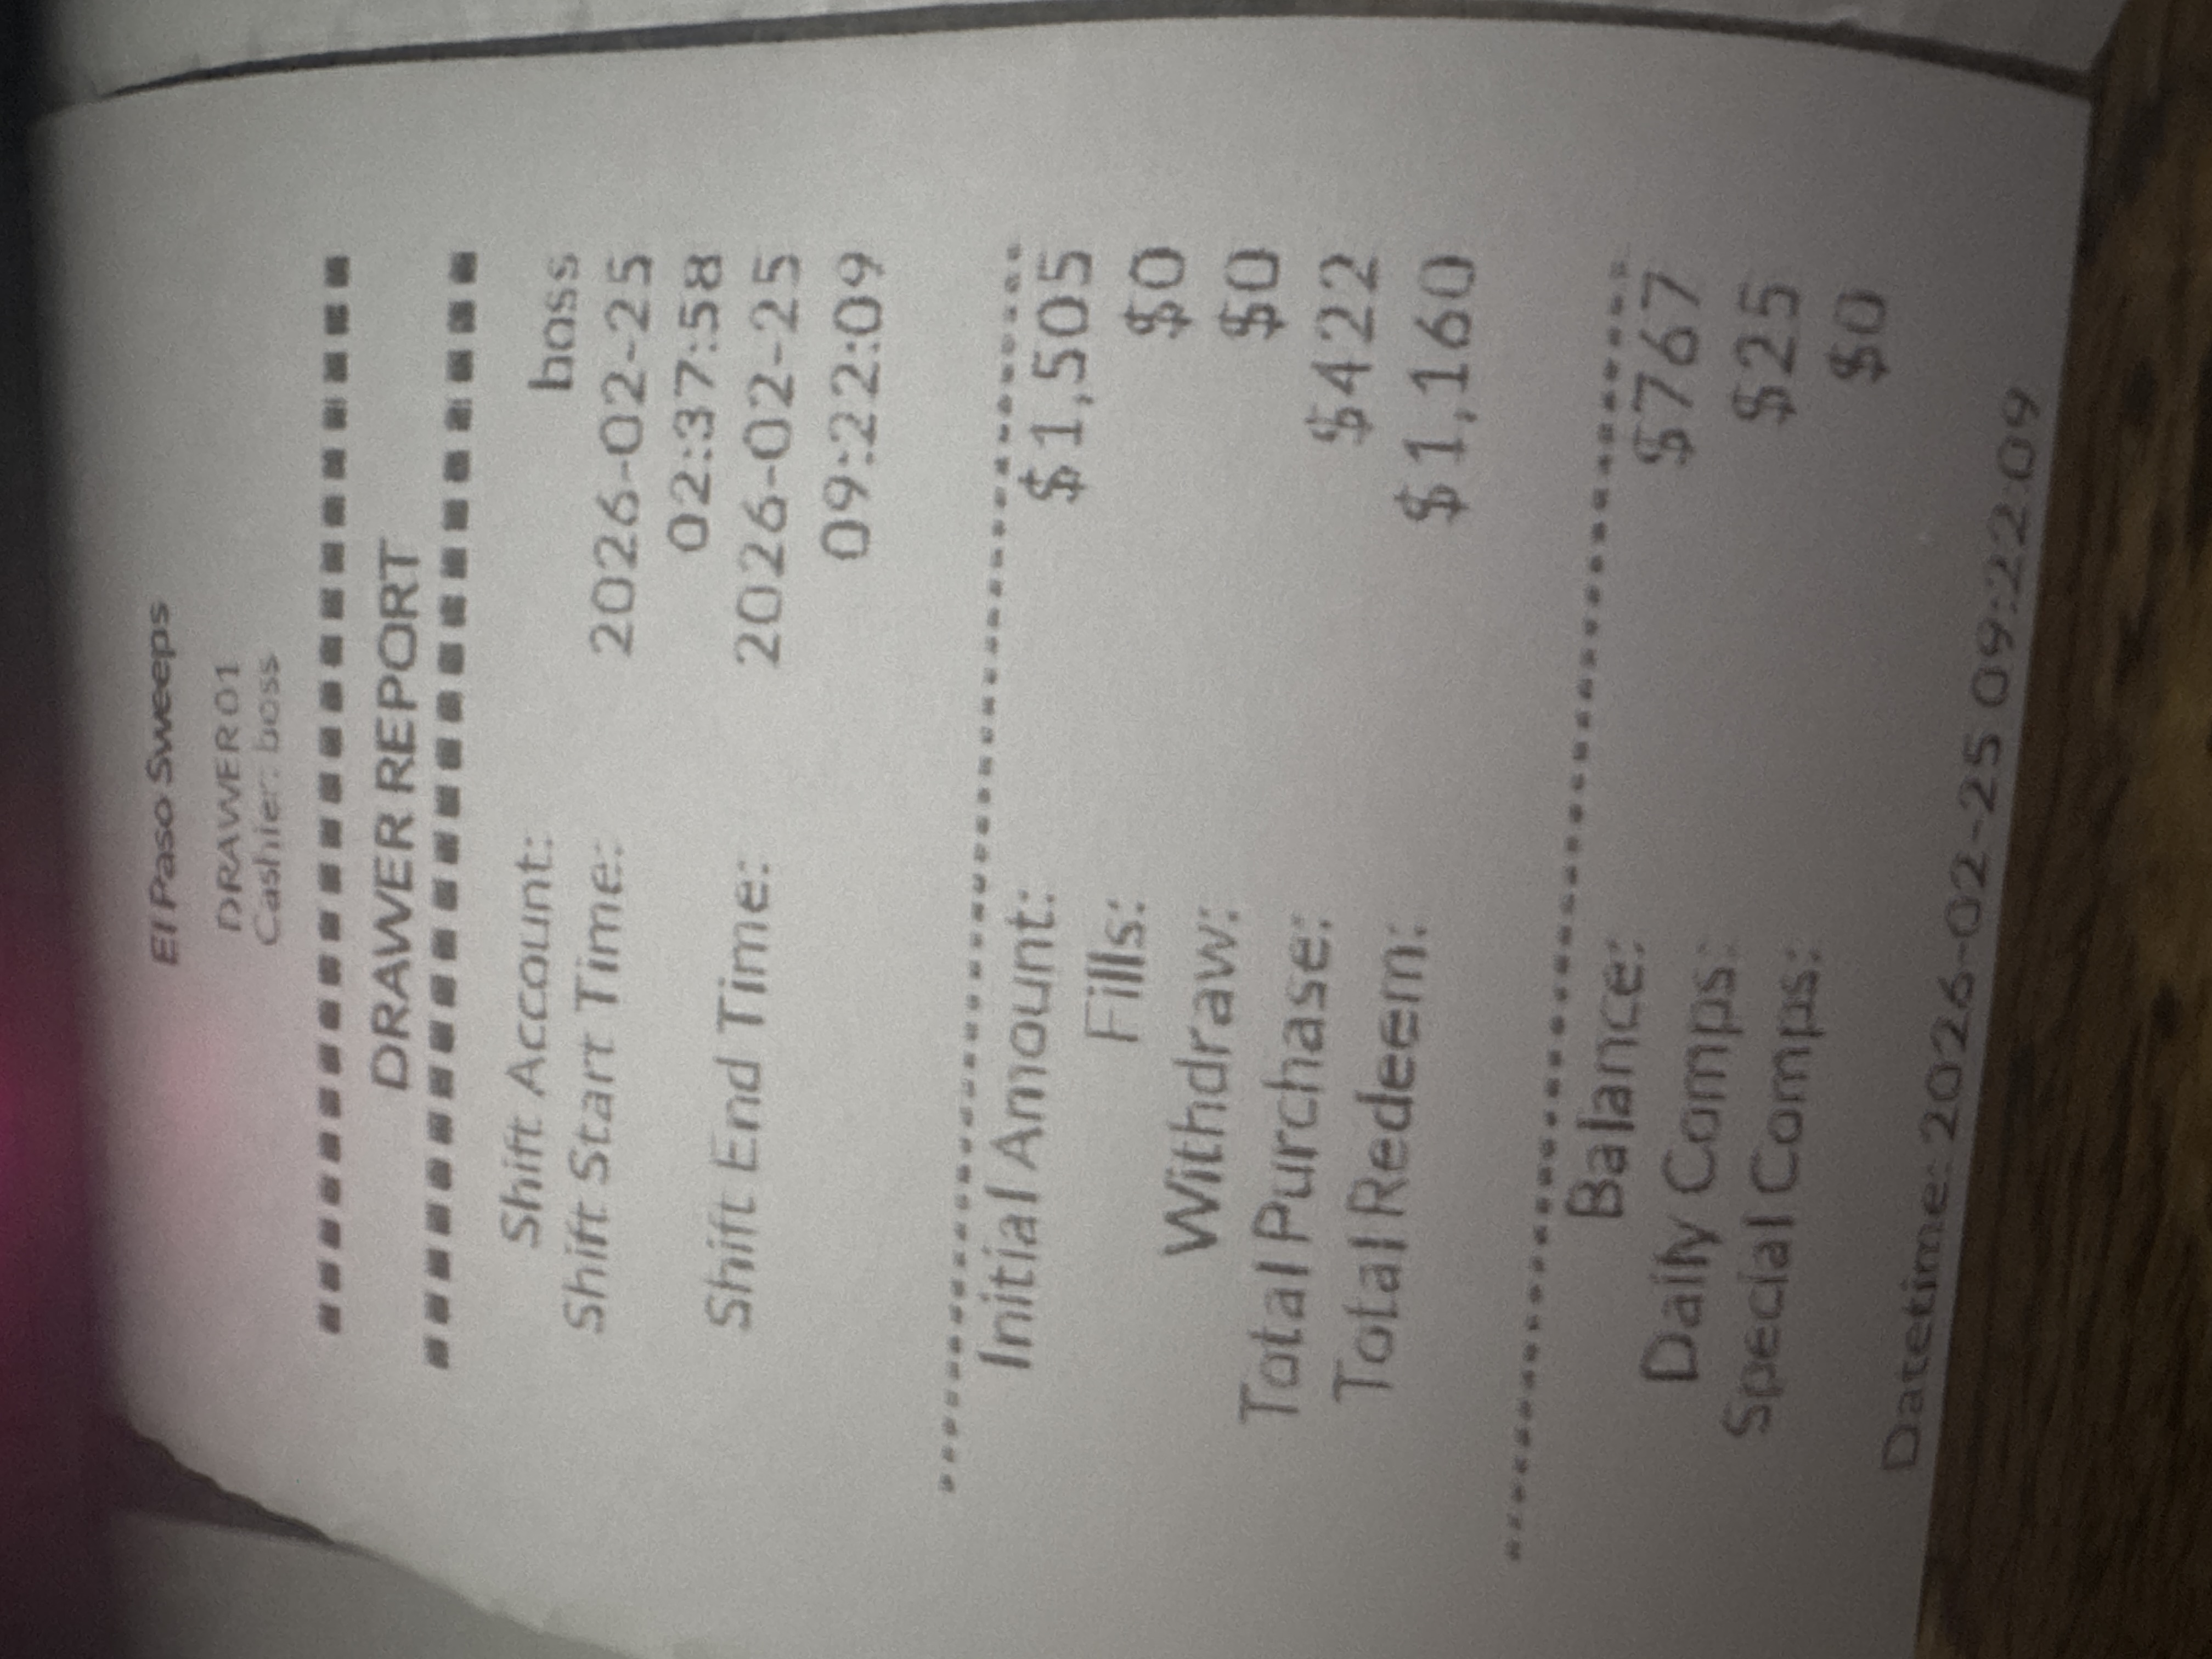 El Paso Sweeps
DRAWER01
Cashier: boss
DRAWER REPORT
Shift Account: boss
Shift Start Time: 2026-02-25
02:37:58
Shift End Time: 2026-02-25
09:22:09
Initial Amount: $1,505
Fills: $0
Withdraw: $0
Total Purchase: $422
Total Redeem: $1,160
Balance: $767
Daily Comps: $25
Special Comps: $0
Datetime: 2026-02-25 09:22:09